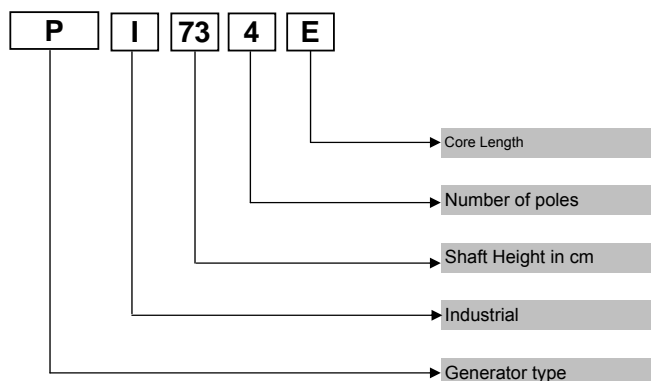 P I 73 4 E
Core Length
Number of poles
Shaft Height in cm
Industrial
Generator type